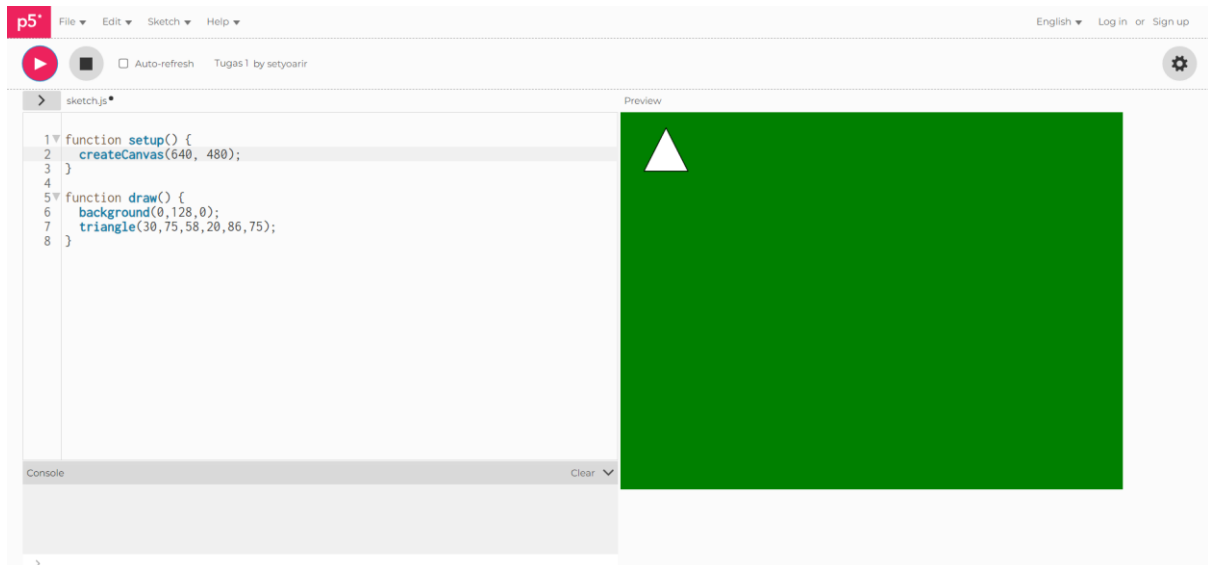 p5* File Edit Sketch Help English Log in or Sign up
Auto-refresh Tugas1 by setyoarir
> sketch.js Preview
1 function setup() {
2 createCanvas(640, 480);
3 }
4
5 function draw() {
6 background(0,128,0);
7 triangle(30,75,58,20,86,75);
8 }
Console Clear
>